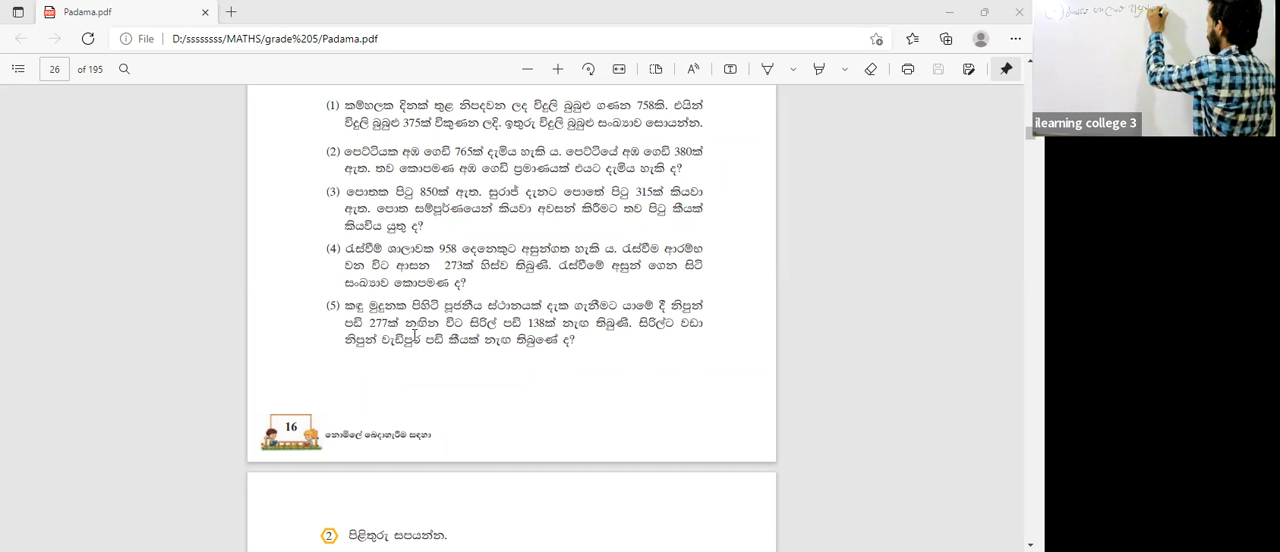 Padama.pdf
File
D:/ssssssss/MATHS/grade%205/Padama.pdf
26
of 195
ilearning college 3
(1) කම්හලක දිනක් තුළ නිපදවන ලද විදුලි බුබුළු ගණන 758කි. එයින්
විදුලි බුබුළු 375ක් විකුණන ලදි. ඉතුරු විදුලි බුබුළු සංඛ්‍යාව සොයන්න.
(2) පෙට්ටියක අඹ ගෙඩි 765ක් දැමිය හැකි ය. පෙට්ටියේ අඹ ගෙඩි 380ක්
ඇත. තව කොපමණ අඹ ගෙඩි ප්‍රමාණයක් එයට දැමිය හැකි ද?
(3) පොතක පිටු 850ක් ඇත. සුරාජ් දැනට පොතේ පිටු 315ක් කියවා
ඇත. පොත සම්පූර්ණයෙන් කියවා අවසන් කිරීමට තව පිටු කීයක්
කියවිය යුතු ද?
(4) රැස්වීම් ශාලාවක 958 දෙනෙකුට අසුන්ගත හැකි ය. රැස්වීම ආරම්භ
වන විට ආසන 273ක් හිස්ව තිබුණි. රැස්වීමේ අසුන් ගෙන සිටි
සංඛ්‍යාව කොපමණ ද?
(5) කඳු මුදුනක පිහිටි පූජනීය ස්ථානයක් දැක ගැනීමට යාමේ දී නිපුන්
පඩි 277ක් නඟින විට සිරිල් පඩි 138ක් නැඟ තිබුණි. සිරිල්ට වඩා
නිපුන් වැඩිපුර පඩි කීයක් නැඟ තිබුණේ ද?
16
නොමිලේ බෙදාහැරීම සඳහා
2 පිළිතුරු සපයන්න.